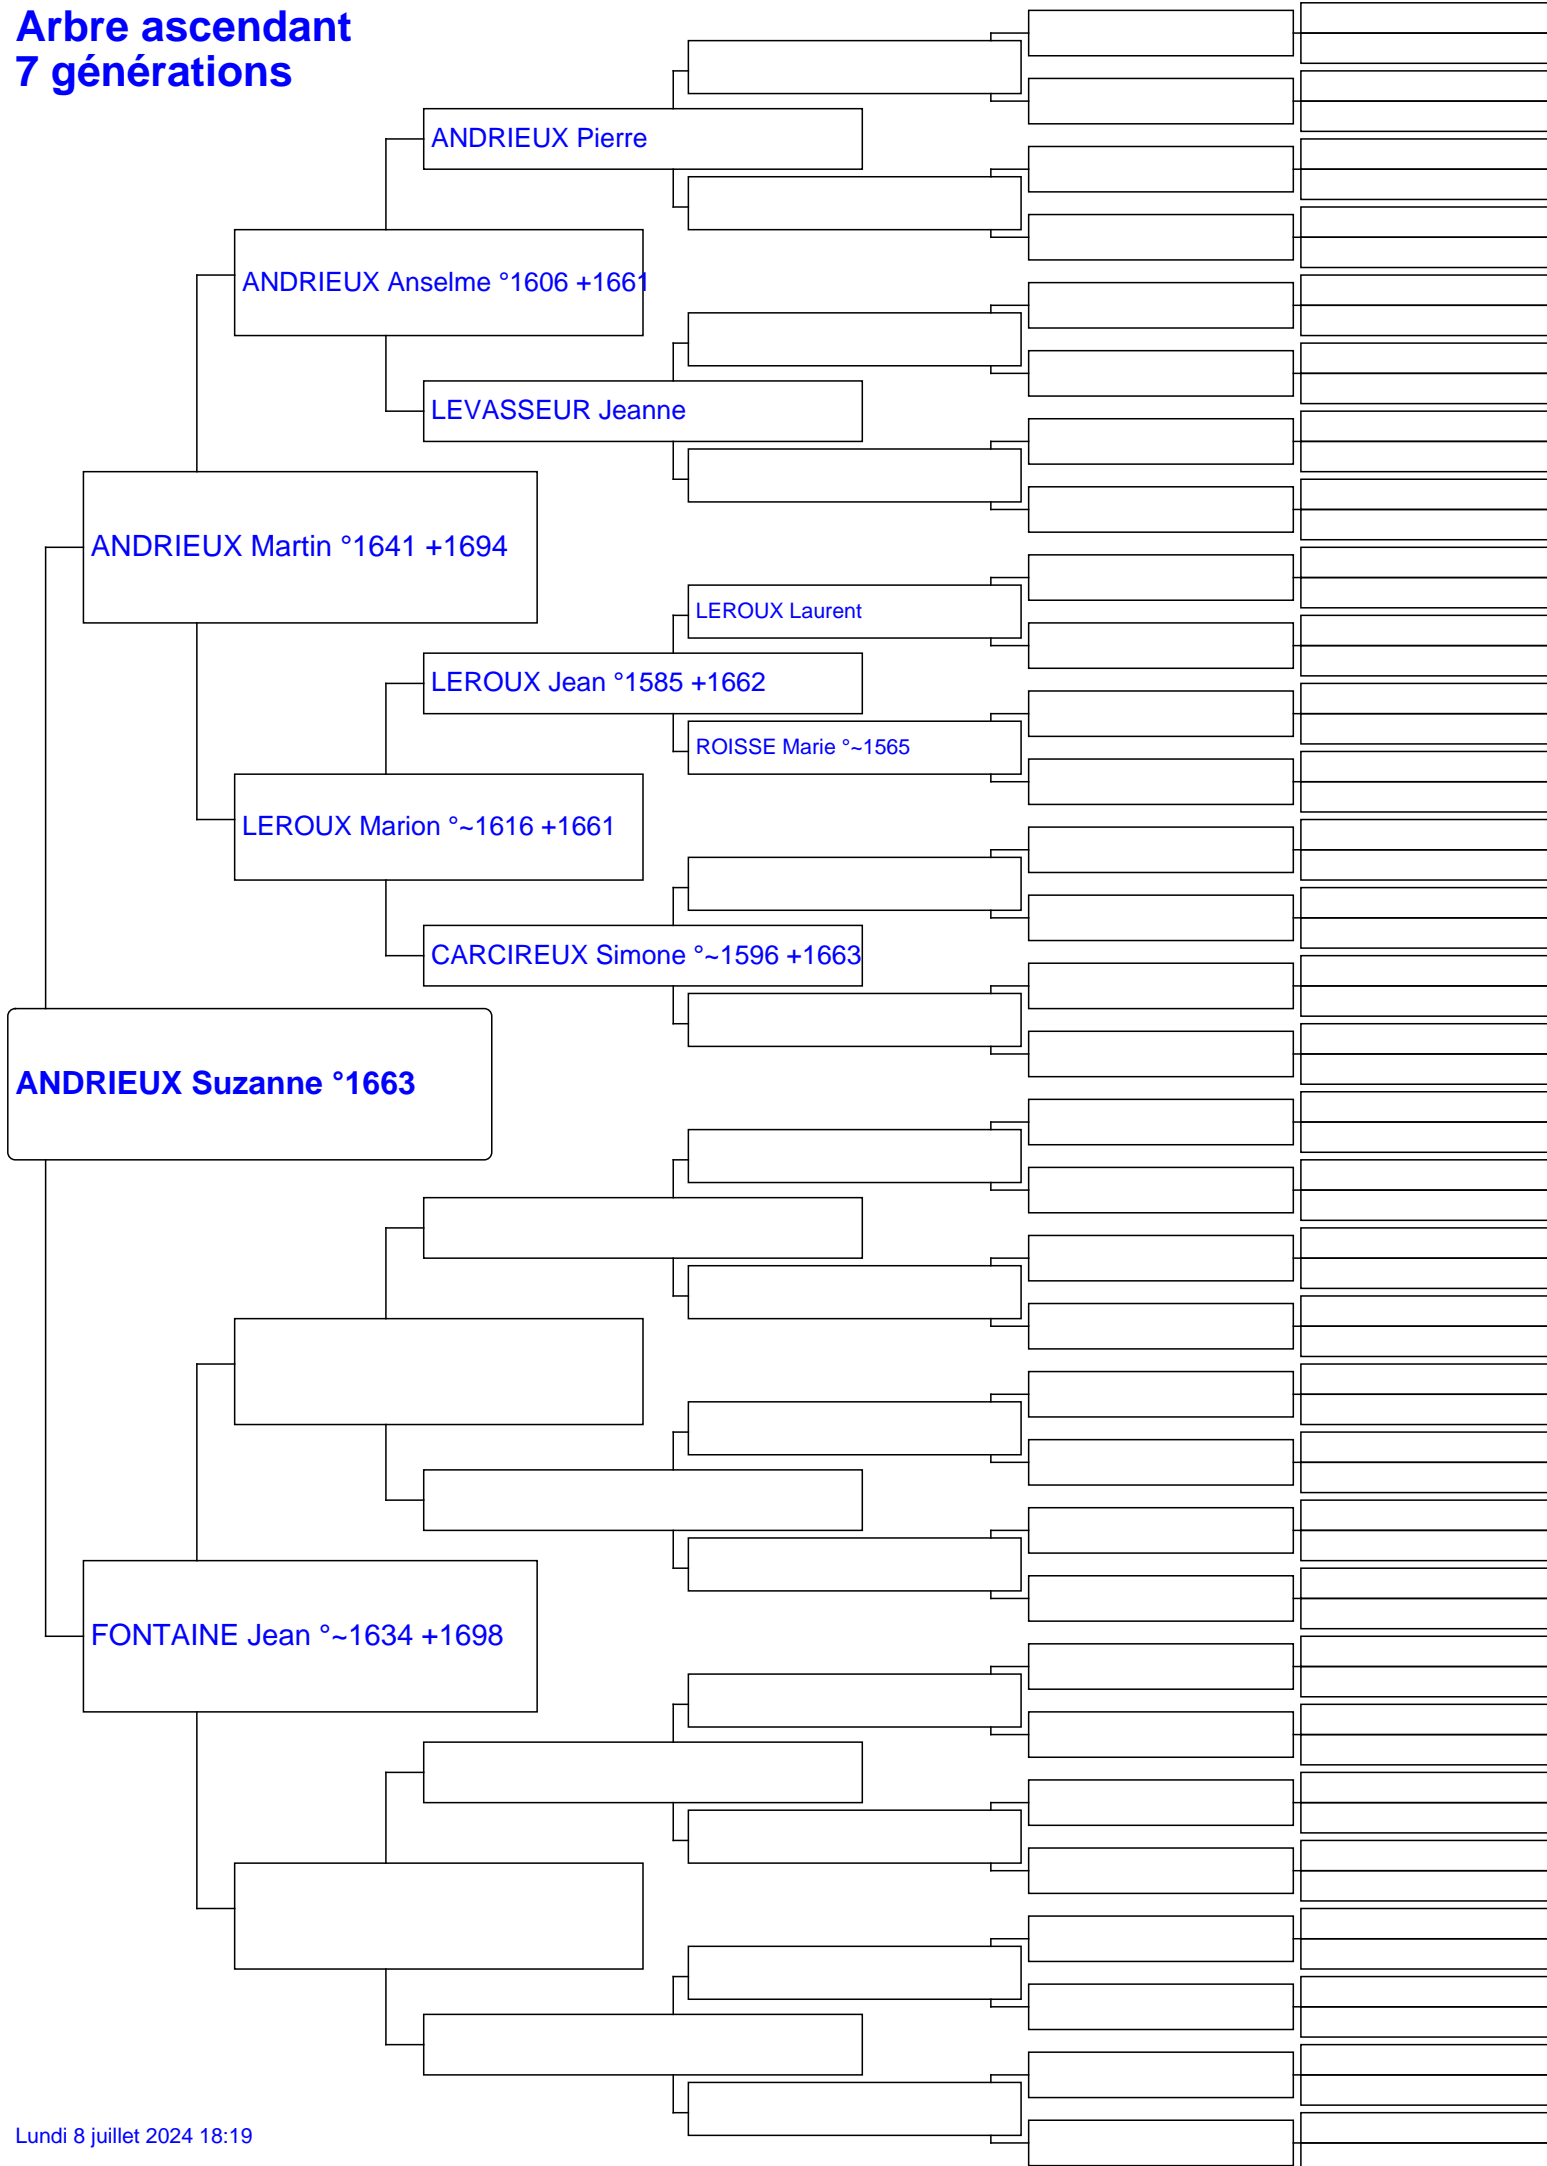 Arbre ascendant
7 générations
ANDRIEUX Pierre
ANDRIEUX Anselme °1606 +1661
LEVASSEUR Jeanne
ANDRIEUX Martin °1641 +1694
LEROUX Laurent
LEROUX Jean °1585 +1662
ROISSE Marie °~1565
LEROUX Marion °~1616 +1661
CARCIREUX Simone °~1596 +1663
ANDRIEUX Suzanne °1663
FONTAINE Jean °~1634 +1698
Lundi 8 juillet 2024 18:19